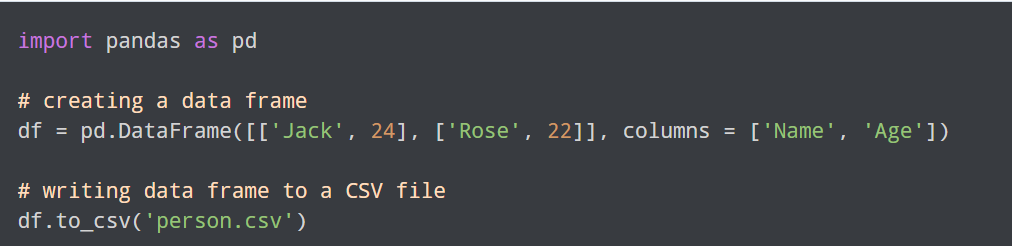 import pandas as pd
# creating a data frame
df = pd.DataFrame([['Jack', 24], ['Rose', 22]], columns = ['Name', 'Age'])
# writing data frame to a CSV file
df.to_csv('person.csv')